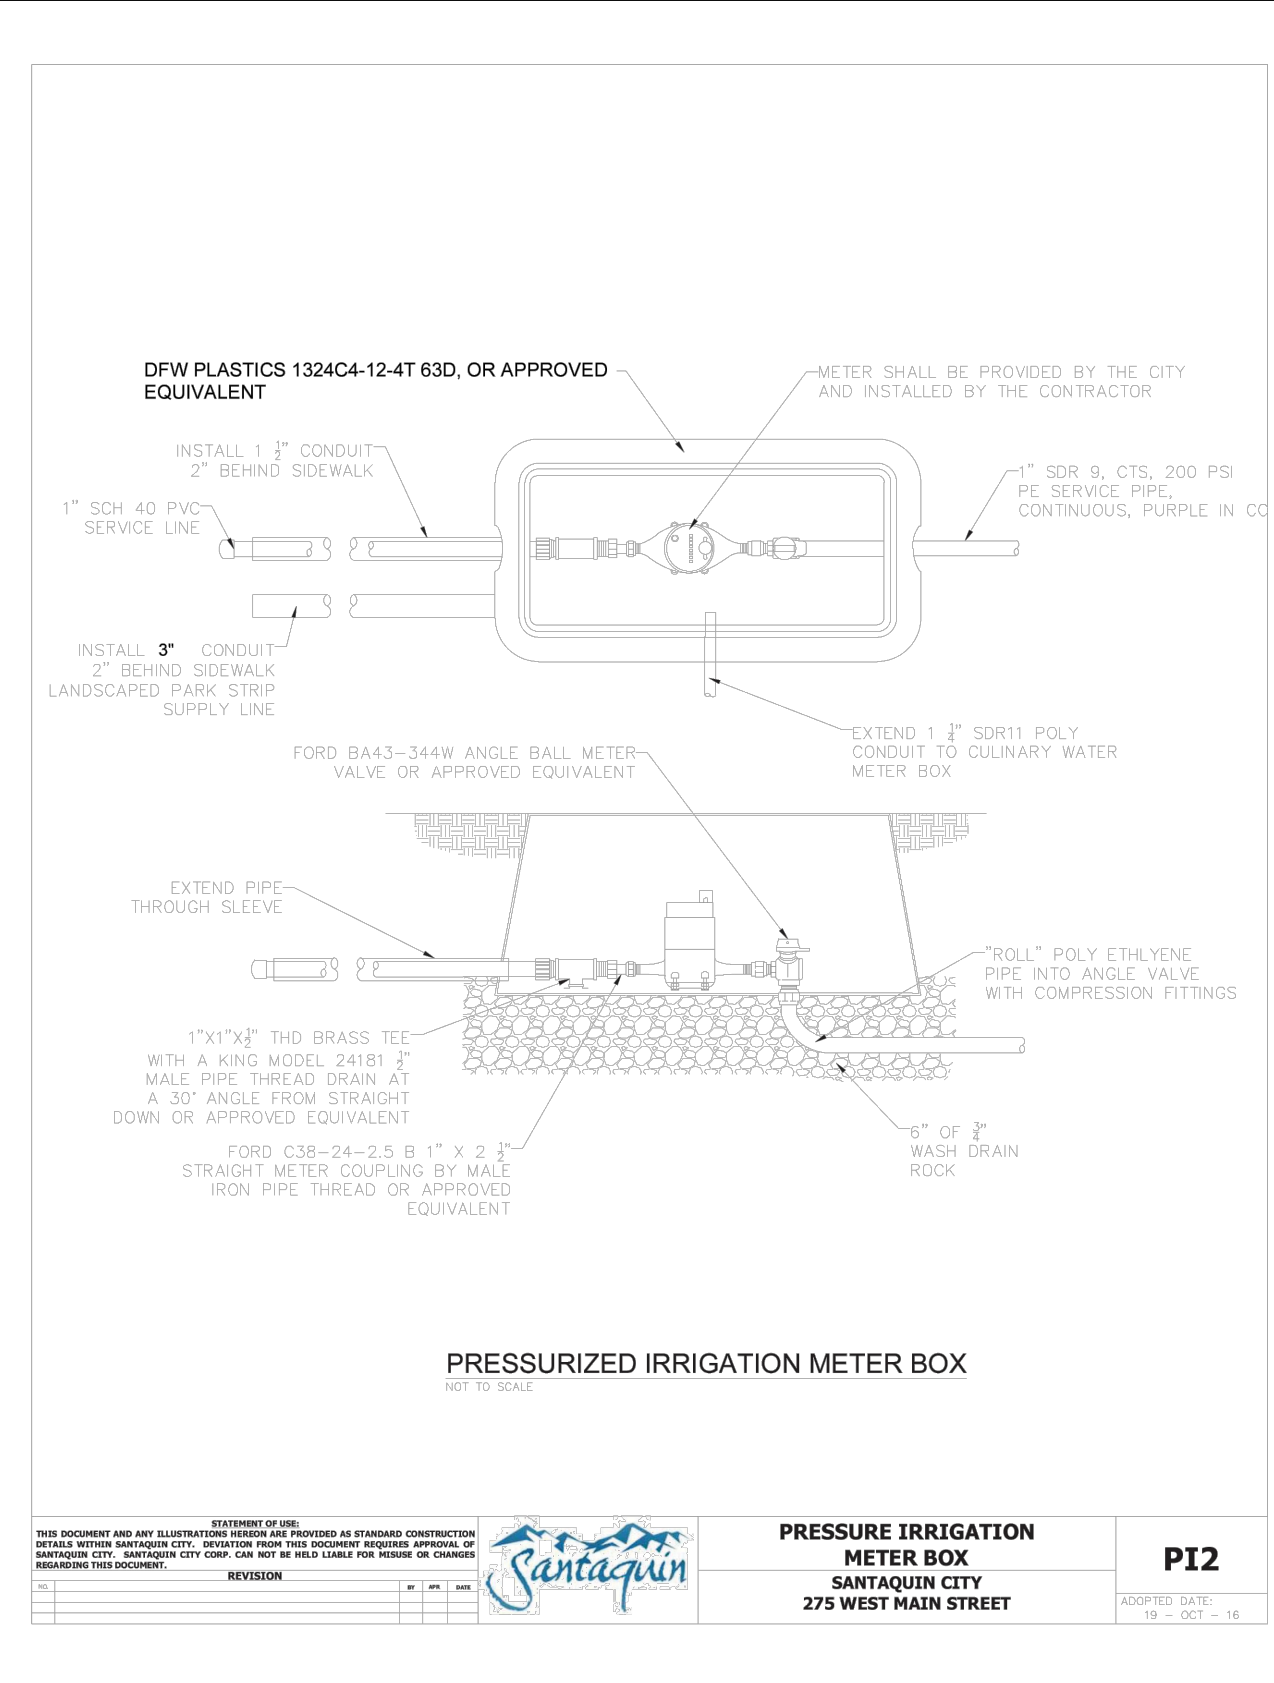 DFW PLASTICS 1324C4-12-4T 63D, OR APPROVED
EQUIVALENT
METER SHALL BE PROVIDED BY THE CITY
AND INSTALLED BY THE CONTRACTOR
INSTALL 1 1/2" CONDUIT
2" BEHIND SIDEWALK
1" SCH 40 PVC
SERVICE LINE
1" SDR 9, CTS, 200 PSI
PE SERVICE PIPE,
CONTINUOUS, PURPLE IN CO
INSTALL 3" CONDUIT
2" BEHIND SIDEWALK
LANDSCAPED PARK STRIP
SUPPLY LINE
EXTEND 1 1/4" SDR11 POLY
CONDUIT TO CULINARY WATER
METER BOX
FORD BA43-344W ANGLE BALL METER
VALVE OR APPROVED EQUIVALENT
EXTEND PIPE
THROUGH SLEEVE
"ROLL" POLY ETHLYENE
PIPE INTO ANGLE VALVE
WITH COMPRESSION FITTINGS
1"X1"X1/2" THD BRASS TEE
WITH A KING MODEL 24181 1/2"
MALE PIPE THREAD DRAIN AT
A 30° ANGLE FROM STRAIGHT
DOWN OR APPROVED EQUIVALENT
FORD C38-24-2.5 B 1" X 2 1/2"
STRAIGHT METER COUPLING BY MALE
IRON PIPE THREAD OR APPROVED
EQUIVALENT
6" OF 3/4"
WASH DRAIN
ROCK
PRESSURIZED IRRIGATION METER BOX
NOT TO SCALE
STATEMENT OF USE:
THIS DOCUMENT AND ANY ILLUSTRATIONS HEREON ARE PROVIDED AS STANDARD CONSTRUCTION
DETAILS WITHIN SANTAQUIN CITY. DEVIATION FROM THIS DOCUMENT REQUIRES APPROVAL OF
SANTAQUIN CITY. SANTAQUIN CITY CORP. CAN NOT BE HELD LIABLE FOR MISUSE OR CHANGES
REGARDING THIS DOCUMENT.
REVISION
NO. BY APR DATE
Santaquin
PRESSURE IRRIGATION
METER BOX
SANTAQUIN CITY
275 WEST MAIN STREET
PI2
ADOPTED DATE:
19 - OCT - 16